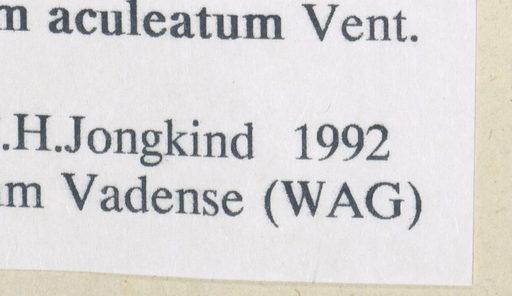 m aculeatum Vent.
.H.Jongkind 1992
m Vadense (WAG)